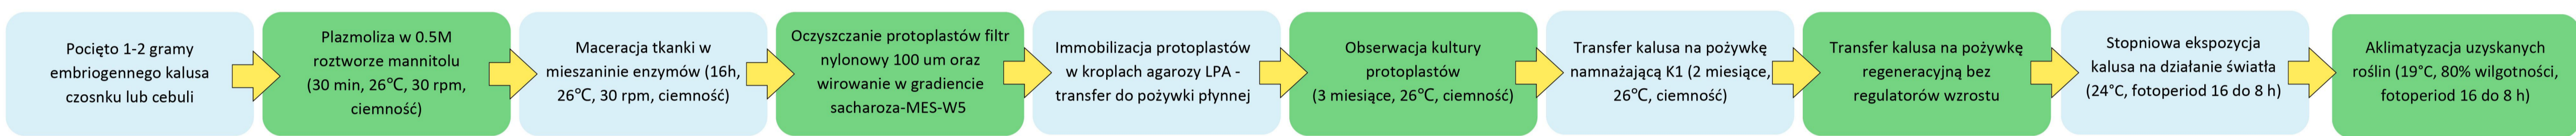 Pocięto 1-2 gramy
embriogennego kalusa
czosnku lub cebuli
Plazmoliza w 0.5M
roztworze mannitolu
(30 min, 26℃, 30 rpm,
ciemność)
Maceracja tkanki w
mieszaninie enzymów (16h,
26℃, 30 rpm, ciemność)
Oczyszczanie protoplastów filtr
nylonowy 100 um oraz
wirowanie w gradiencie
sacharoza-MES-W5
Immobilizacja protoplastów
w kroplach agarozy LPA -
transfer do pożywki płynnej
Obserwacja kultury
protoplastów
(3 miesiące, 26℃, ciemność)
Transfer kalusa na pożywkę
namnażającą K1 (2 miesiące,
26℃, ciemność)
Transfer kalusa na pożywkę
regeneracyjną bez
regulatorów wzrostu
Stopniowa ekspozycja
kalusa na działanie światła
(24°C, fotoperiod 16 do 8 h)
Aklimatyzacja uzyskanych
roślin (19°C, 80% wilgotności,
fotoperiod 16 do 8 h)